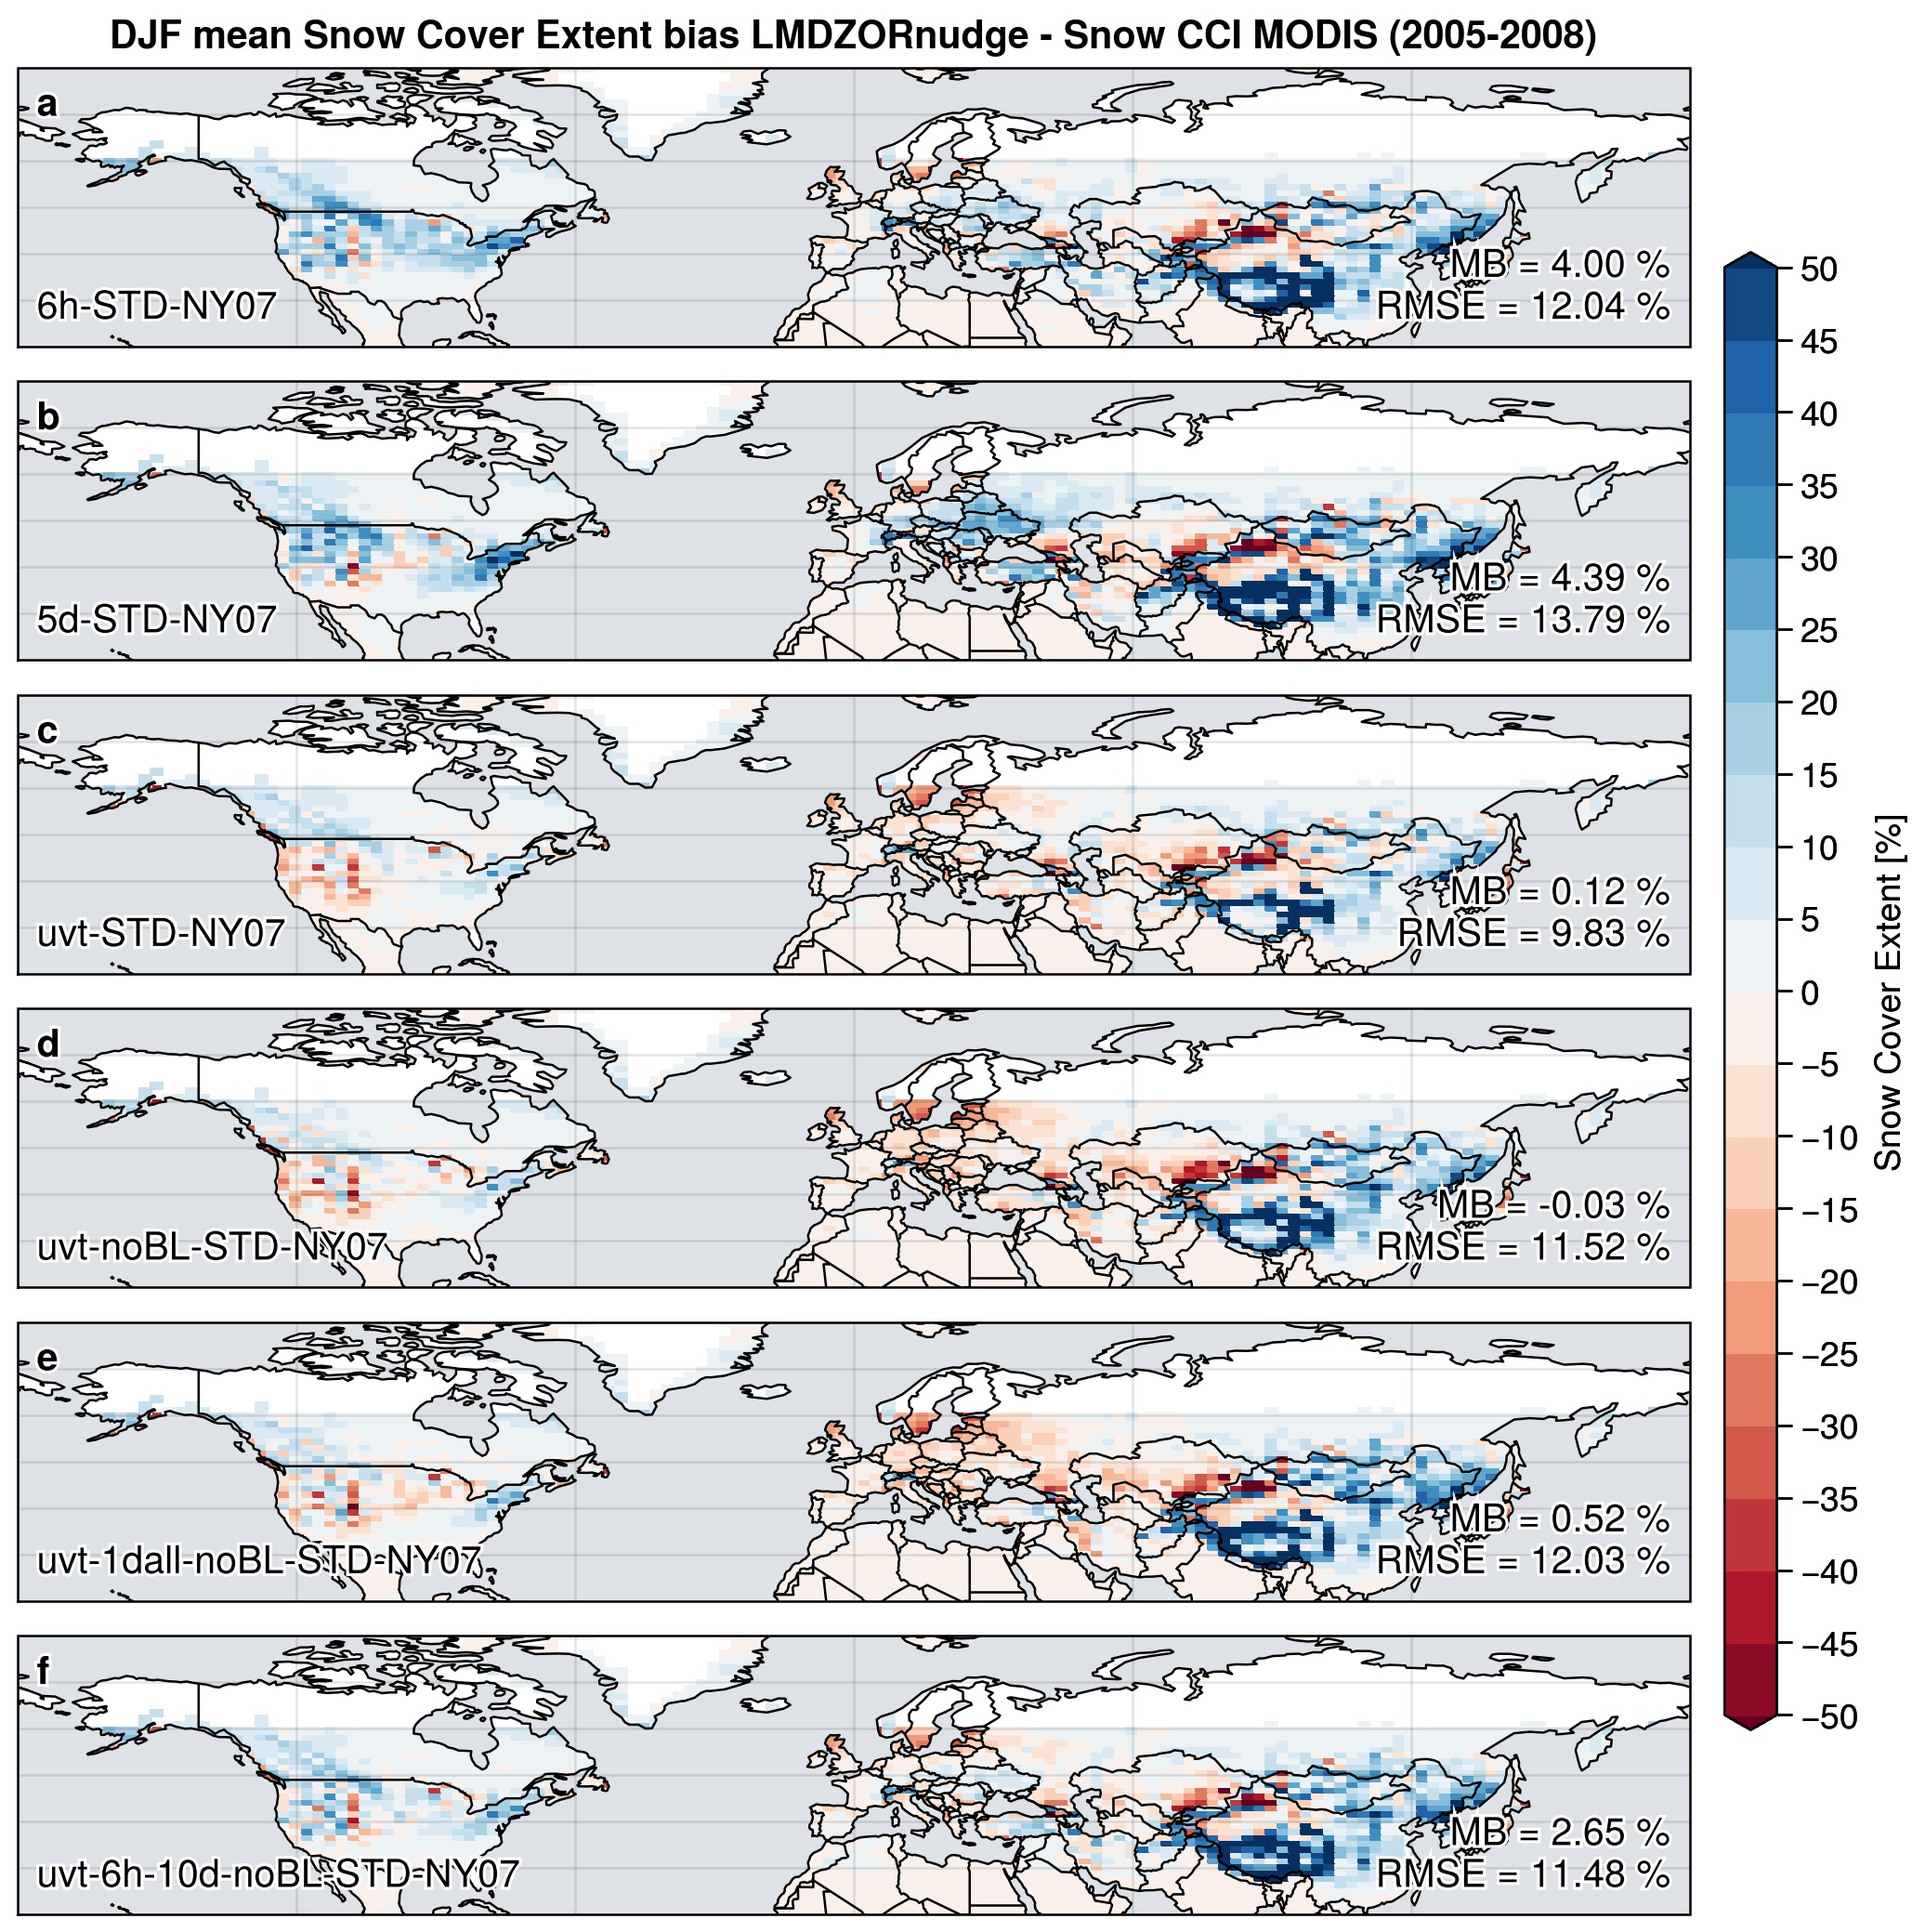 DJF mean Snow Cover Extent bias LMDZORnudge - Snow CCI MODIS (2005-2008)
a
MB = 4.00 %
6h-STD-NY07
RMSE = 12.04 %
b
MB = 4.39 %
5d-STD-NY07
RMSE = 13.79 %
c
MB = 0.12 %
uvt-STD-NY07
RMSE = 9.83 %
d
MB = -0.03 %
uvt-noBL-STD-NY07
RMSE = 11.52 %
e
MB = 0.52 %
uvt-1dall-noBL-STD-NY07
RMSE = 12.03 %
f
MB = 2.65 %
uvt-6h-10d-noBL-STD-NY07
RMSE = 11.48 %
50
45
40
35
30
25
20
15
10
5
0
−5
−10
−15
−20
−25
−30
−35
−40
−45
−50
Snow Cover Extent [%]